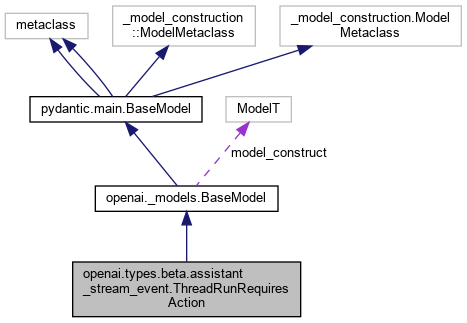 metaclass
_model_construction
::ModelMetaclass
_model_construction.Model
Metaclass
pydantic.main.BaseModel
ModelT
model_construct
openai._models.BaseModel
openai.types.beta.assistant
_stream_event.ThreadRunRequires
Action